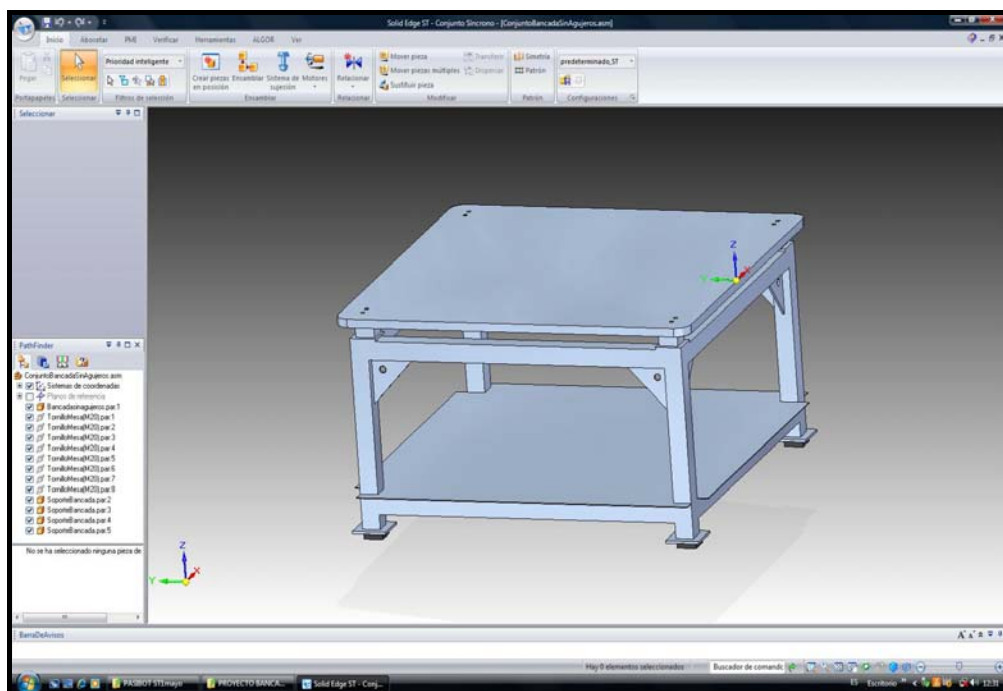 Solid Edge ST - Conjunto Síncrono - [ConjuntoBancadaSinAgujeros.asm]
Inicio Abocetar PMI Verificar Herramientas ALGOR Ver
Pegar
Seleccionar
Prioridad inteligente
Crear piezas en posición
Ensamblar
Sistema de sujeción
Motores
Relacionar
Mover pieza
Mover piezas múltiples
Sustituir pieza
Transferir
Dispersar
Simetría
Patrón
predeterminado,ST
Portapapeles Seleccionar Filtros de selección Ensamblar Relacionar Modificar Patrón Configuraciones
Seleccionar
Z
Y
X
PathFinder
ConjuntoBancadaSinAgujeros.asm
Sistemas de coordenadas
Planos de referencia
Bancadasinagujeros.par:1
TornilloMesa(M20).par:1
TornilloMesa(M20).par:2
TornilloMesa(M20).par:3
TornilloMesa(M20).par:4
TornilloMesa(M20).par:5
TornilloMesa(M20).par:6
TornilloMesa(M20).par:7
TornilloMesa(M20).par:8
SoporteBancada.par:2
SoporteBancada.par:3
SoporteBancada.par:4
SoporteBancada.par:5
No se ha seleccionado ninguna pieza de
Z
Y
X
BarraDeAvisos
Hay 0 elementos seleccionados
Buscador de comando
PASIBOT ST1mayo
PROYECTO BANCA...
Solid Edge ST - Conj...
ES Escritorio 12:31